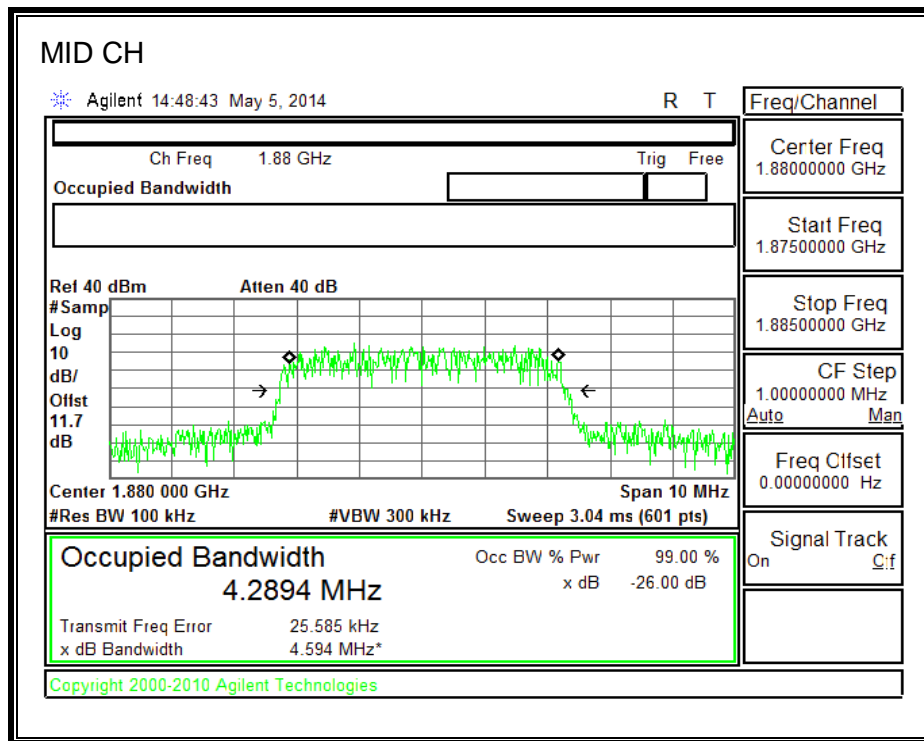 MID CH
Agilent 14:48:43 May 5, 2014 R T
Freq/Channel
Ch Freq 1.88 GHz Trig Free
Occupied Bandwidth
Center Freq
1.88000000 GHz
Start Freq
1.87500000 GHz
Stop Freq
1.88500000 GHz
CF Step
1.00000000 MHz
Auto Man
Freq Offset
0.00000000 Hz
Signal Track
On Off
Ref 40 dBm Atten 40 dB
#Samp
Log
10
dB/
Offst
11.7
dB
Center 1.880 000 GHz Span 10 MHz
#Res BW 100 kHz #VBW 300 kHz Sweep 3.04 ms (601 pts)
Occupied Bandwidth
4.2894 MHz
Occ BW % Pwr 99.00 %
x dB -26.00 dB
Transmit Freq Error 25.585 kHz
x dB Bandwidth 4.594 MHz*
Copyright 2000-2010 Agilent Technologies